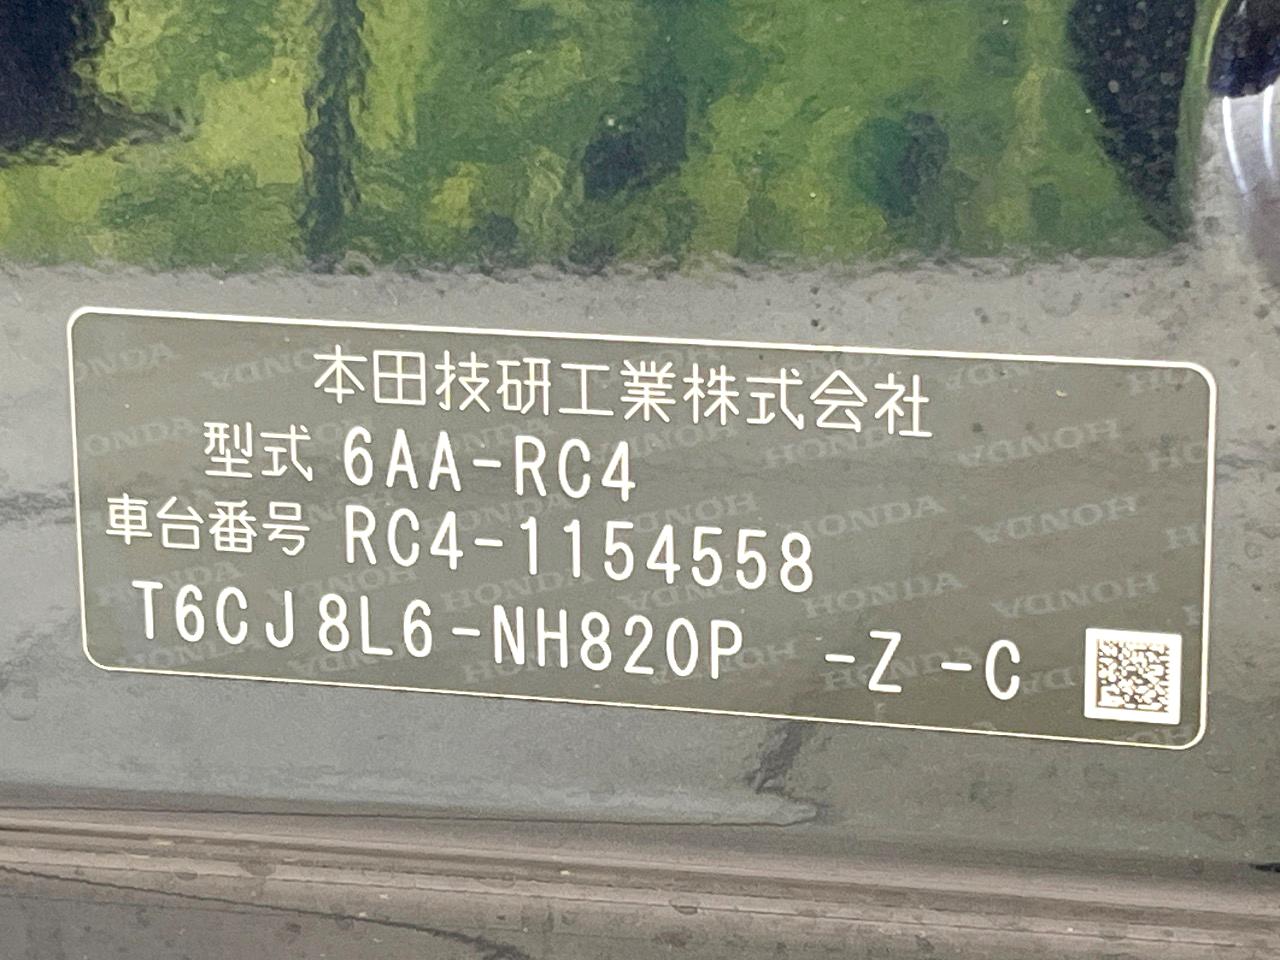 本田技研工業株式会社
型式 6AA-RC4
車台番号 RC4-1154558
T6CJ8L6-NH820P -Z -C